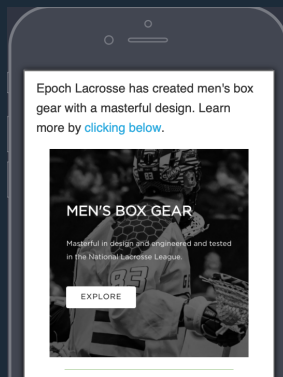 Epoch Lacrosse has created men's box
gear with a masterful design. Learn
more by clicking below.
MEN'S BOX GEAR
Masterful in design and engineered and tested
in the National Lacrosse League.
EXPLORE
83